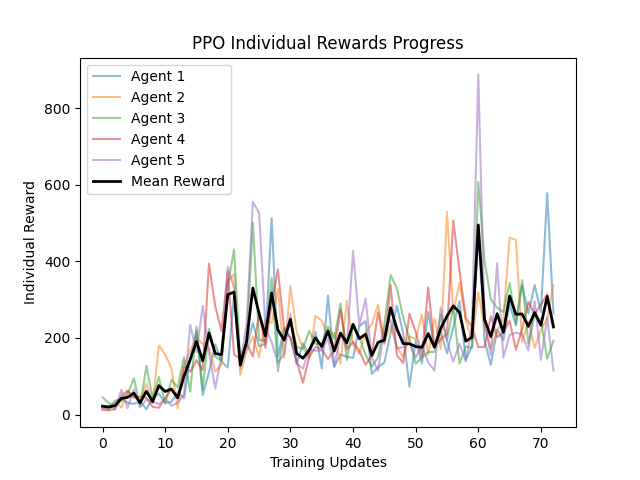 PPO Individual Rewards Progress
Agent 1
Agent 2
Agent 3
Agent 4
Agent 5
Mean Reward
Individual Reward
800
600
400
200
0
0 10 20 30 40 50 60 70
Training Updates